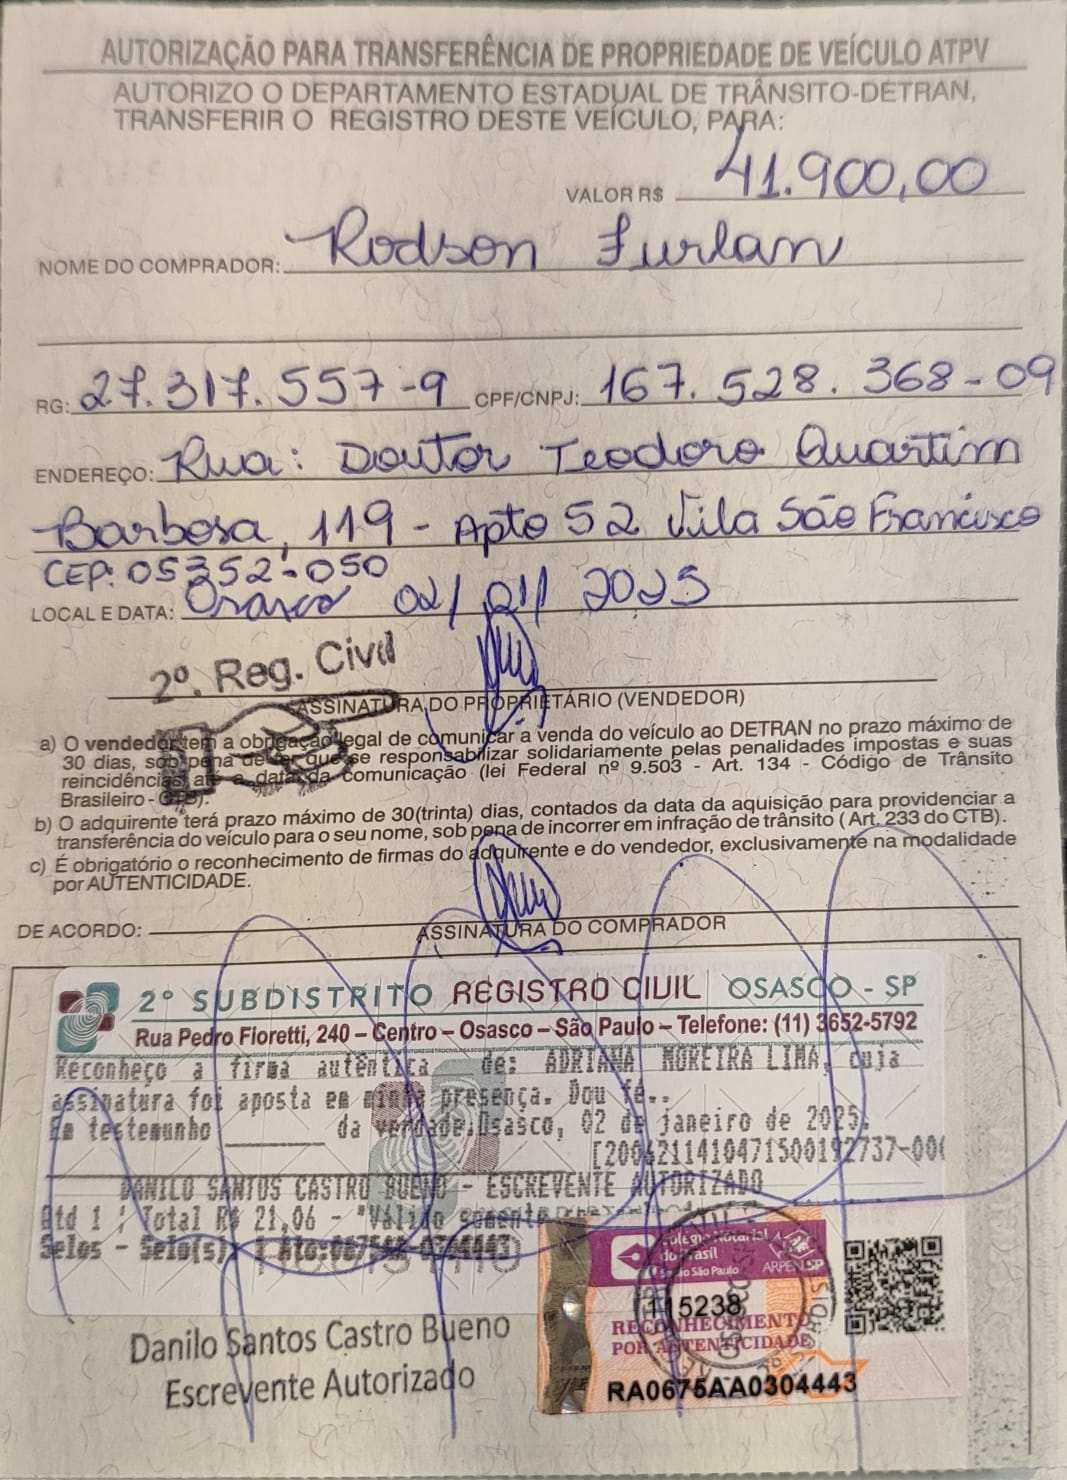 AUTORIZAÇÃO PARA TRANSFERÊNCIA DE PROPRIEDADE DE VEÍCULO ATPV
AUTORIZO O DEPARTAMENTO ESTADUAL DE TRÂNSITO-DETRAN,
TRANSFERIR O REGISTRO DESTE VEÍCULO, PARA:
VALOR R$ 41.900,00
NOME DO COMPRADOR: Rodson Furlan
RG: 27.317.557-9 CPF/CNPJ: 167.528.368-09
ENDEREÇO: Rua: Doutor Teodoro Quartim
Barbosa, 119 - Apto 52 Vila São Francisco
CEP: 05352-050
LOCAL E DATA: Osasco 02/01/2025
2º. Reg. Civil
ASSINATURA DO PROPRIETÁRIO (VENDEDOR)
a) O vendedor tem a obrigação legal de comunicar a venda do veículo ao DETRAN no prazo máximo de
30 dias, sob pena de ter que se responsabilizar solidariamente pelas penalidades impostas e suas
reincidências até a data da comunicação (lei Federal nº 9.503 - Art. 134 - Código de Trânsito
Brasileiro - CTB).
b) O adquirente terá prazo máximo de 30(trinta) dias, contados da data da aquisição para providenciar a
transferência do veículo para o seu nome, sob pena de incorrer em infração de trânsito ( Art. 233 do CTB).
c) É obrigatório o reconhecimento de firmas do adquirente e do vendedor, exclusivamente na modalidade
por AUTENTICIDADE.
DE ACORDO:
ASSINATURA DO COMPRADOR
2º SUBDISTRITO REGISTRO CIVIL OSASCO - SP
Rua Pedro Fioretti, 240 – Centro – Osasco – São Paulo – Telefone: (11) 3652-5792
Reconheço a firma autêntica de: ADRIANA MOREIRA LIMA, cuja
assinatura foi aposta em minha presença. Dou fé..
Em testemunho da verdade.Osasco, 02 de janeiro de 2025.
DANILO SANTOS CASTRO BUENO - ESCREVENTE AUTORIZADO
Qtd 1 ; Total R$ 21,06 - "Válido somente
Selos - Selo(s):
Colégio Notarial
do Brasil
São Paulo
ARPEN SP
115238
RECONHECIMENTO
POR AUTENTICIDADE
RA0675AA0304443
Danilo Santos Castro Bueno
Escrevente Autorizado